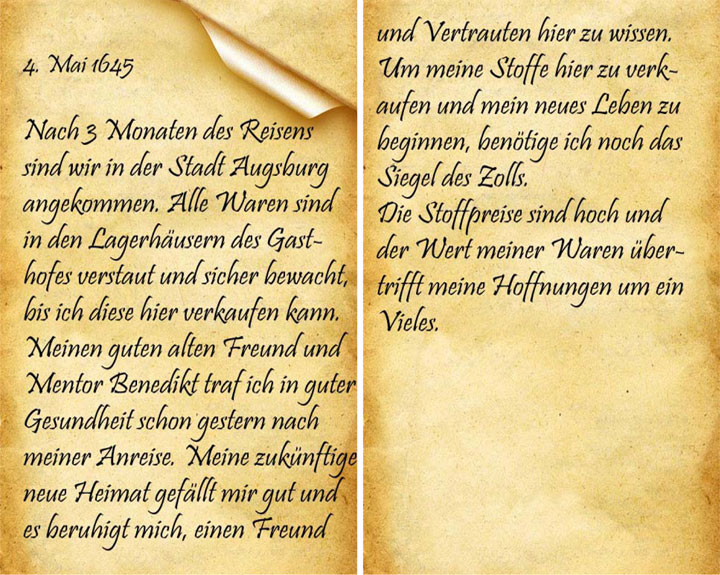 4. Mai 1645
Nach 3 Monaten des Reisens
sind wir in der Stadt Augsburg
angekommen. Alle Waren sind
in den Lagerhäusern des Gast-
hofes verstaut und sicher bewacht,
bis ich diese hier verkaufen kann.
Meinen guten alten Freund und
Mentor Benedikt traf ich in guter
Gesundheit schon gestern nach
meiner Anreise. Meine zukünftige
neue Heimat gefällt mir gut und
es beruhigt mich, einen Freund
und Vertrauten hier zu wissen.
Um meine Stoffe hier zu verk-
aufen und mein neues Leben zu
beginnen, benötige ich noch das
Siegel des Zolls.
Die Stoffpreise sind hoch und
der Wert meiner Waren über-
trifft meine Hoffnungen um ein
Vieles.